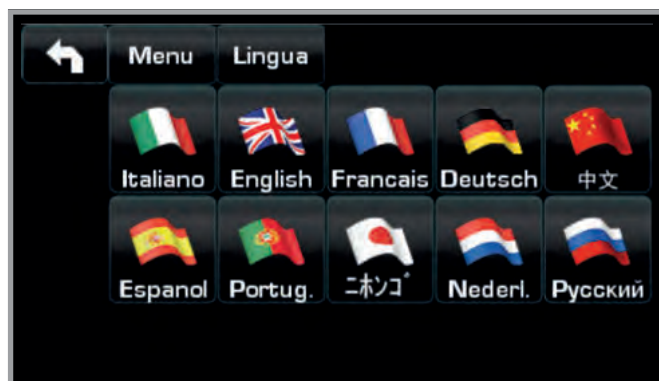 Menu Lingua
Italiano English Francais Deutsch 中文
Espanol Portug. ﾆﾎﾝｺﾞ Nederl. Русский